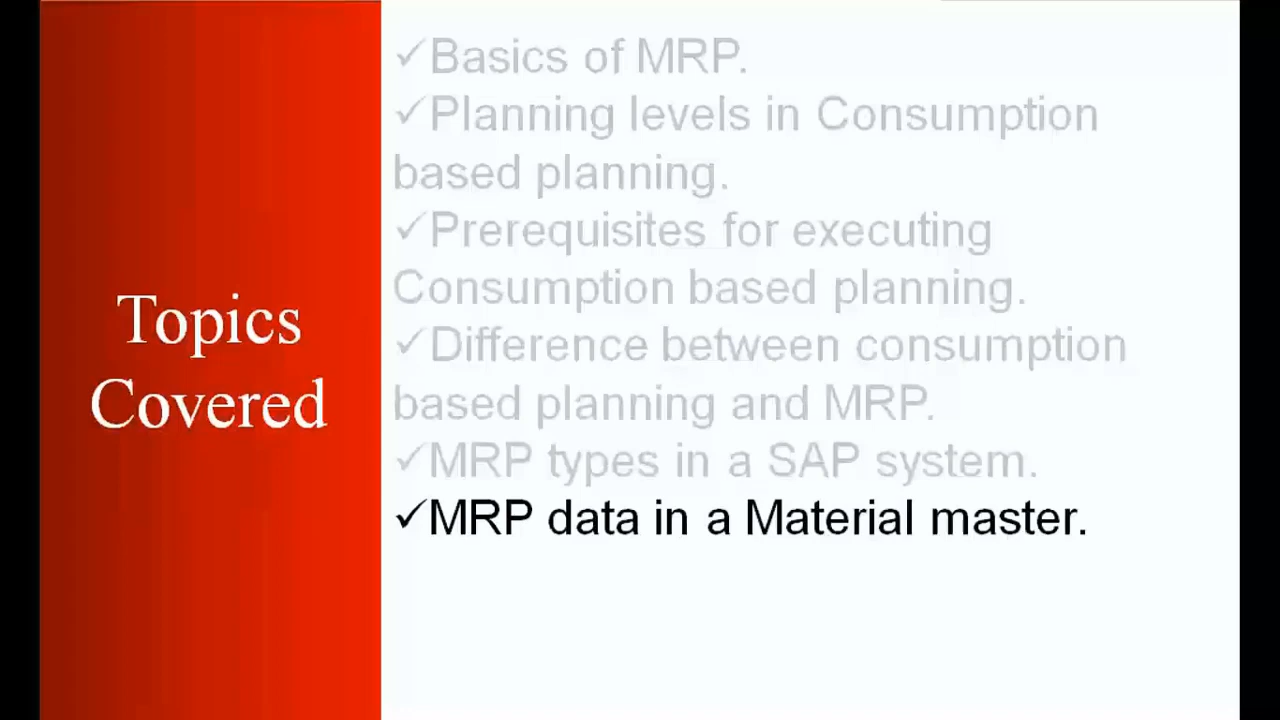 Topics
Covered
✓Basics of MRP.
✓Planning levels in Consumption
based planning.
✓Prerequisites for executing
Consumption based planning.
✓Difference between consumption
based planning and MRP.
✓MRP types in a SAP system.
✓MRP data in a Material master.